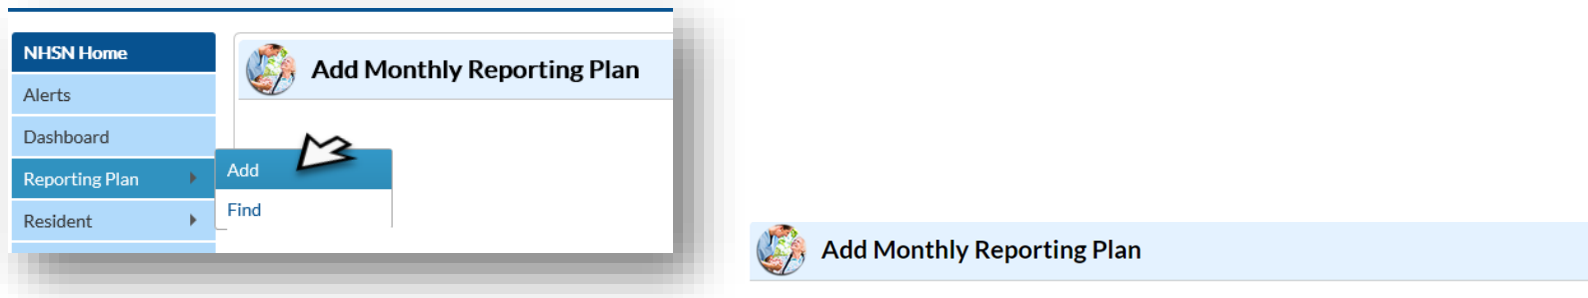 NHSN Home
Alerts
Dashboard
Reporting Plan
Resident
Add Monthly Reporting Plan
Add
Find
Add Monthly Reporting Plan